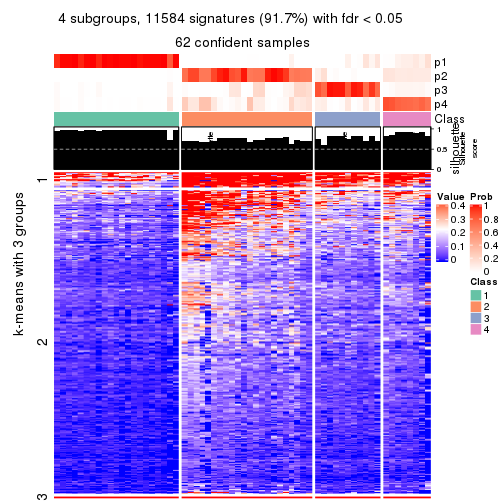 4 subgroups, 11584 signatures (91.7%) with fdr < 0.05
62 confident samples
p1
p2
p3
p4
Class
1
0.5
0
silhouette
Silhouette
score
k-means with 3 groups
1
2
3
Value
0.4
0.3
0.2
0.1
0
Prob
1
0.8
0.6
0.4
0.2
0
Class
1
2
3
4